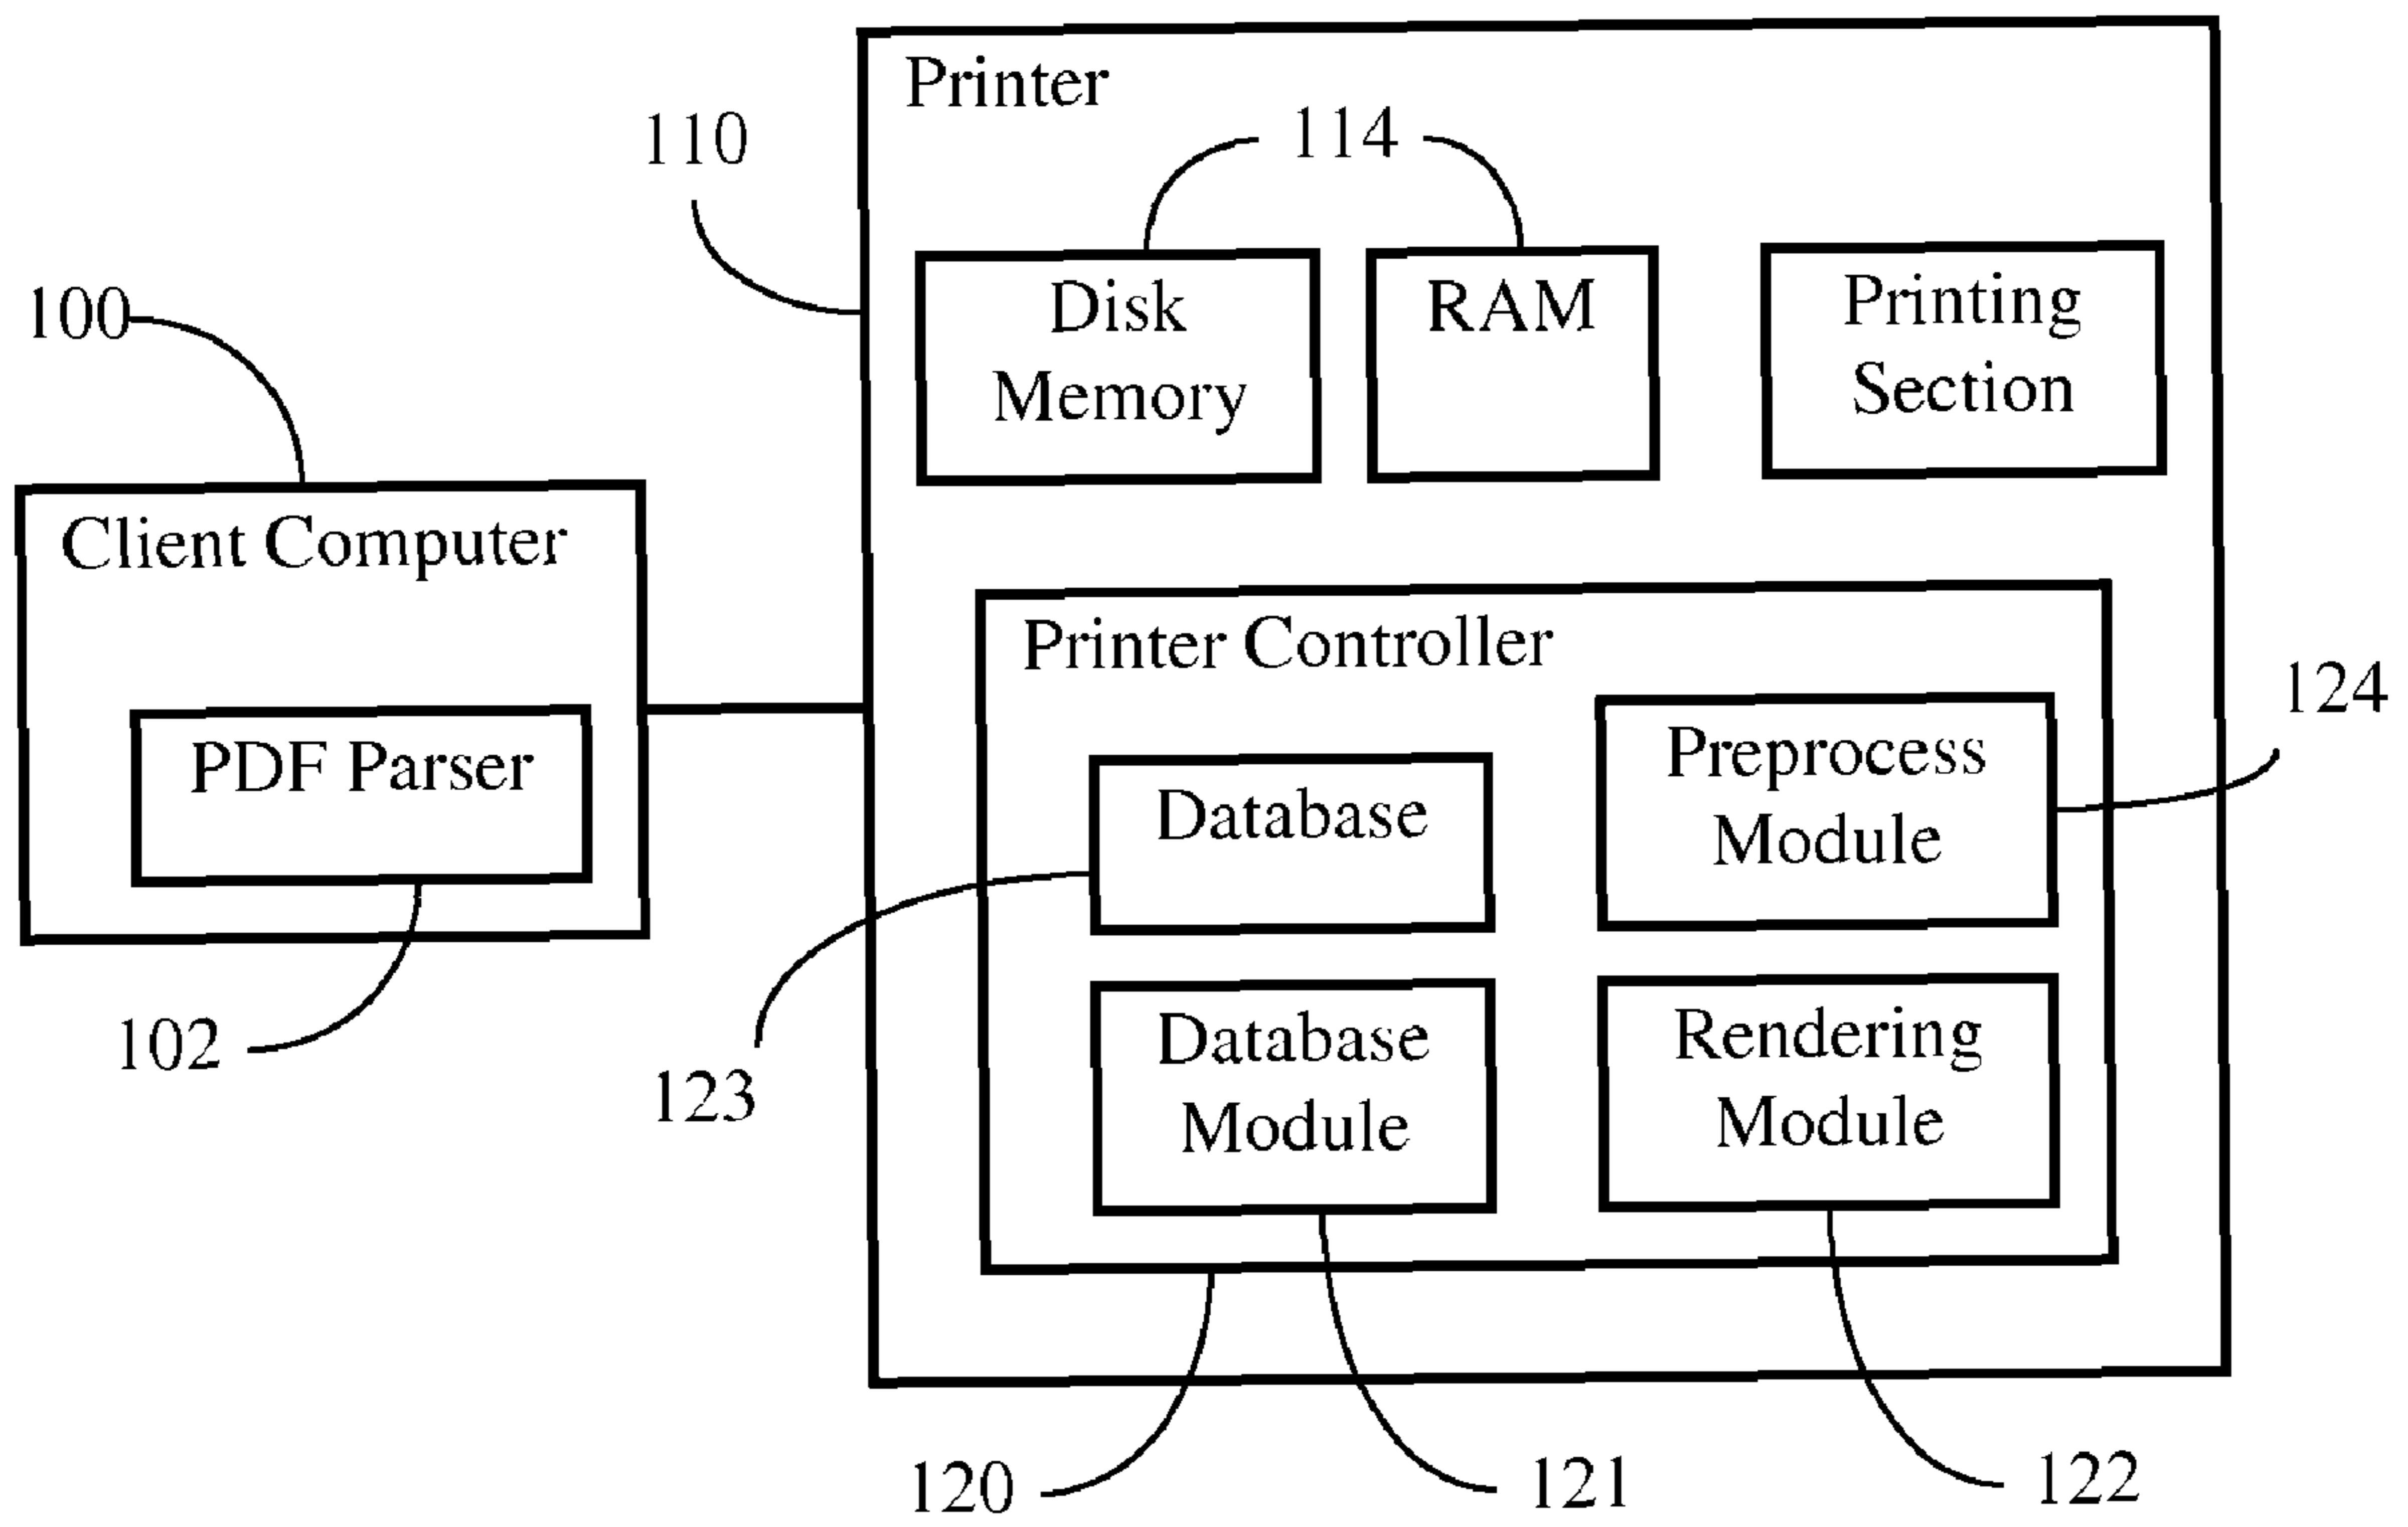 Printer
110
114
100
Disk
Memory
RAM
Printing
Section
Client Computer
PDF Parser
102
Printer Controller
124
Database
Preprocess
Module
123
Database
Module
Rendering
Module
120
121
122